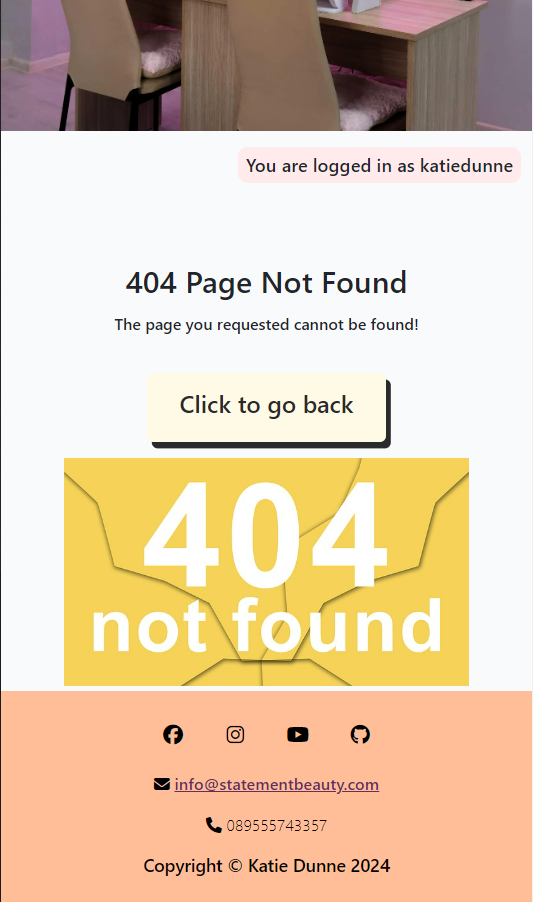 You are logged in as katiedunne
404 Page Not Found
The page you requested cannot be found!
Click to go back
404
not found
info@statementbeauty.com
089555743357
Copyright © Katie Dunne 2024